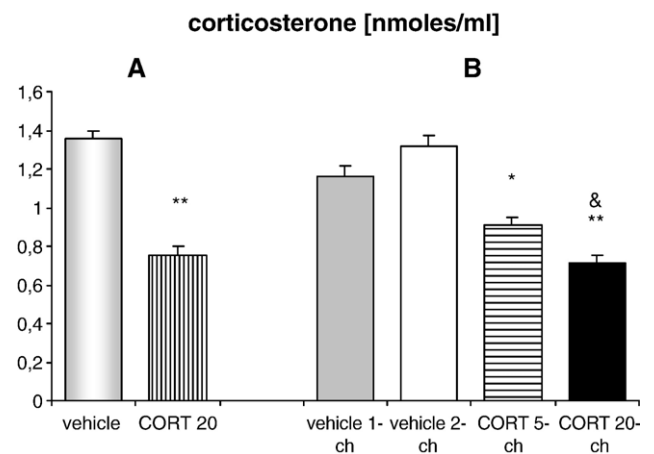 corticosterone [nmoles/ml]
A
B
1,6
1,4
1,2
1
0,8
0,6
0,4
0,2
0
**
*
&
**
vehicle
CORT 20
vehicle 1-
ch
vehicle 2-
ch
CORT 5-
ch
CORT 20-
ch